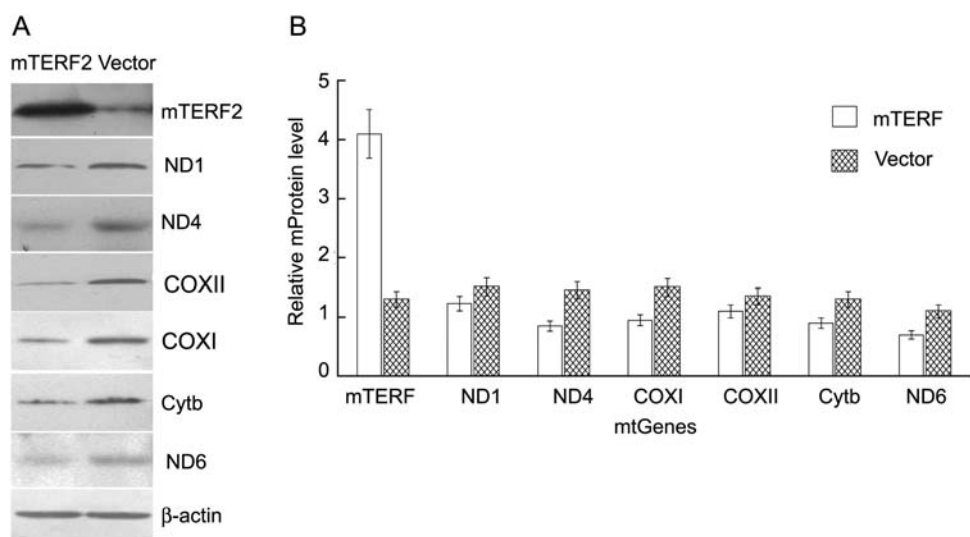 A
mTERF2 Vector
mTERF2
ND1
ND4
COXII
COXI
Cytb
ND6
β-actin
B
Relative mProtein level
5
4
3
2
1
0
mTERF
Vector
mTERF ND1 ND4 COXI COXII Cytb ND6
mtGenes